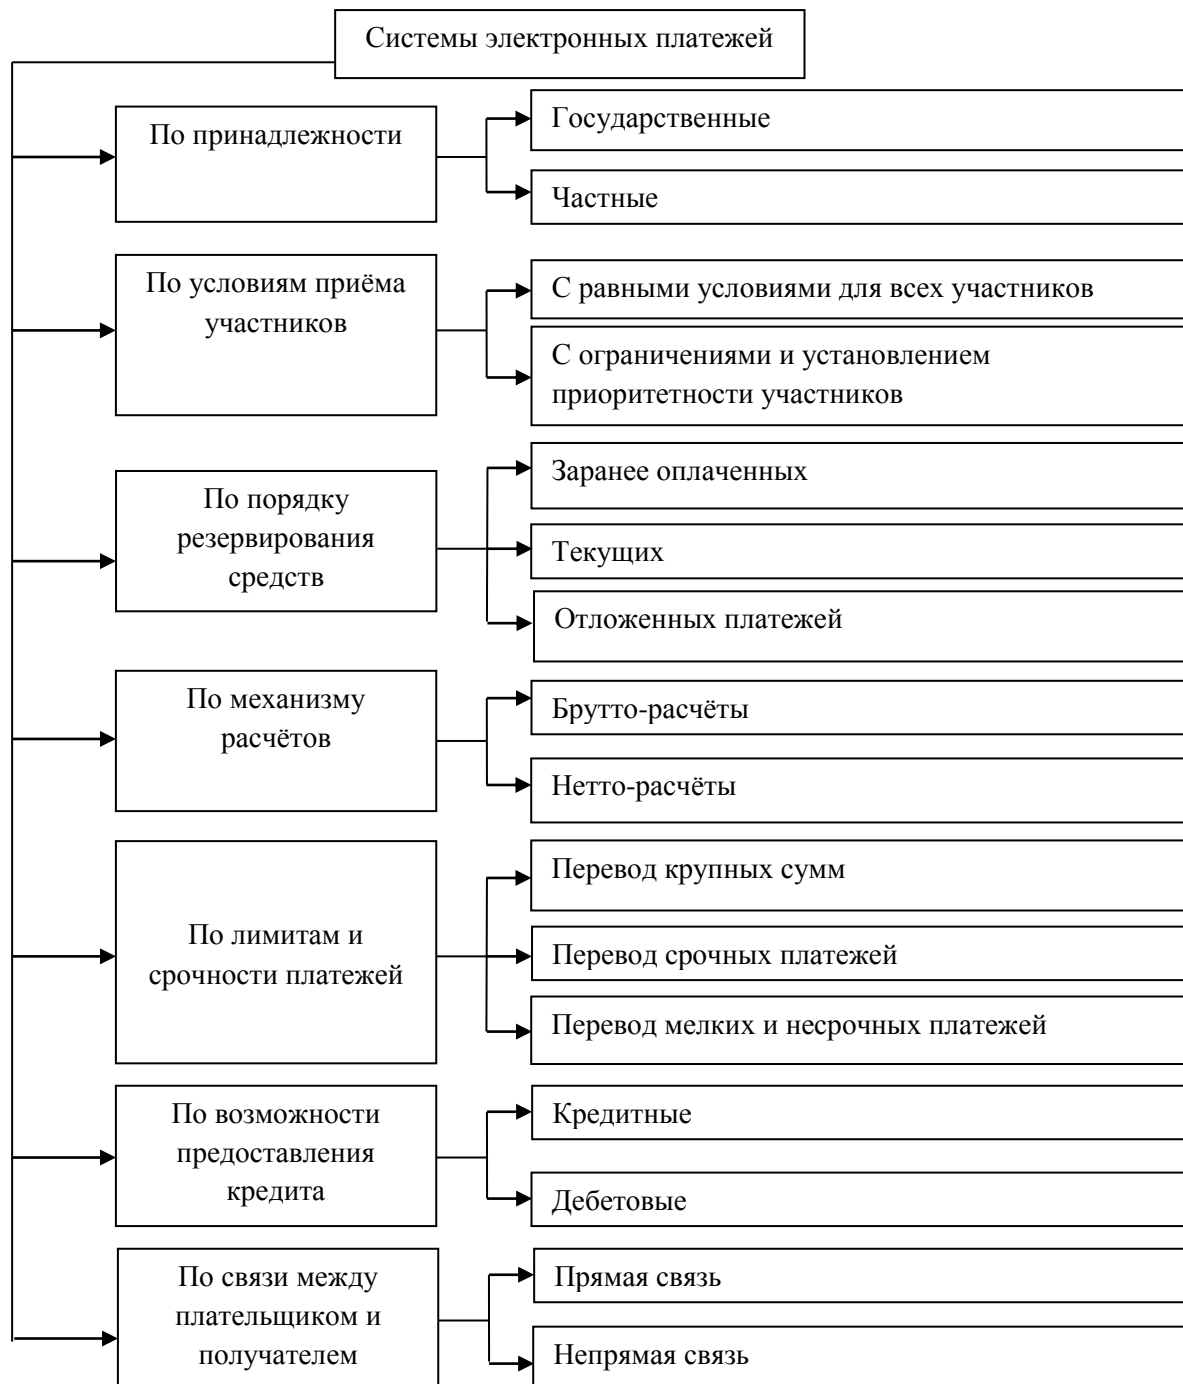 Системы электронных платежей
По принадлежности
Государственные
Частные
По условиям приёма
участников
С равными условиями для всех участников
С ограничениями и установлением
приоритетности участников
По порядку
резервирования
средств
Заранее оплаченных
Текущих
Отложенных платежей
По механизму
расчётов
Брутто-расчёты
Нетто-расчёты
По лимитам и
срочности платежей
Перевод крупных сумм
Перевод срочных платежей
Перевод мелких и несрочных платежей
По возможности
предоставления
кредита
Кредитные
Дебетовые
По связи между
плательщиком и
получателем
Прямая связь
Непрямая связь